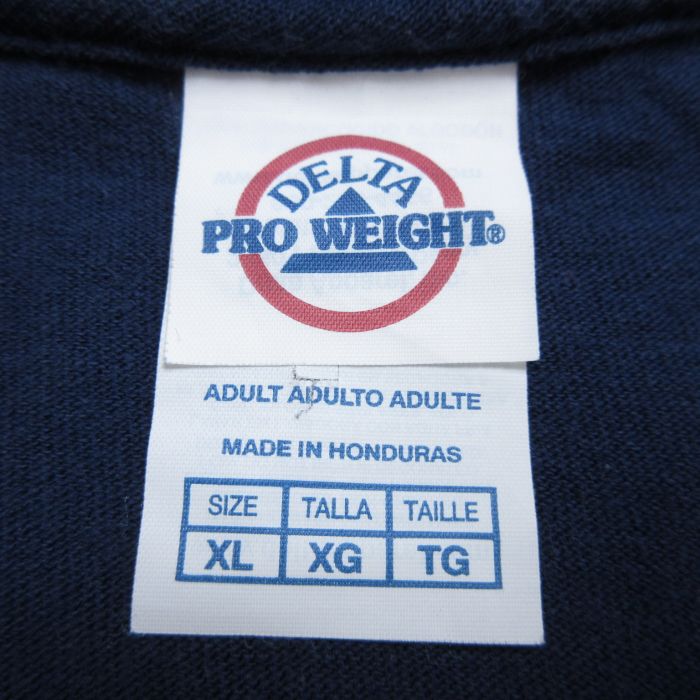 DELTA
PRO WEIGHT®
ADULT ADULTO ADULTE
MADE IN HONDURAS
SIZE TALLA TAILLE
XL XG TG